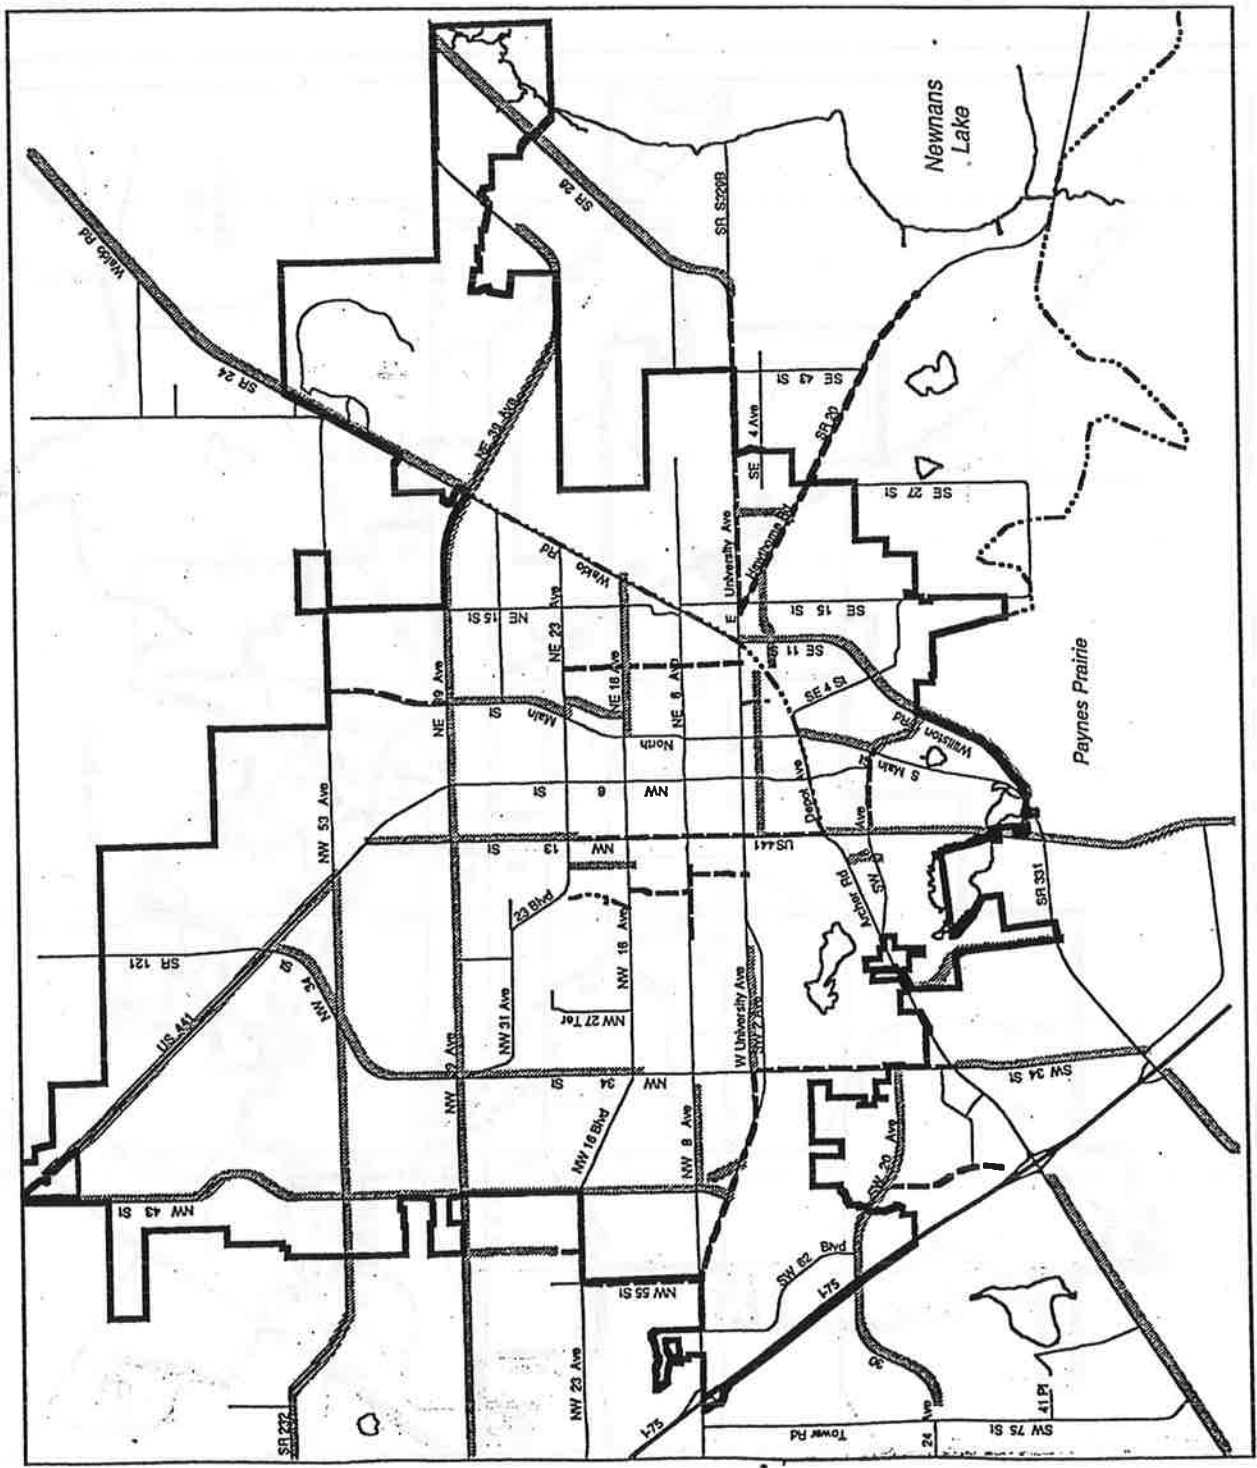 Newnans
Lake
Paynes Prairie
Waldo Rd
SR 24
SR 26
SR S329B
NE 39 Ave
Waldo
Rd
SE 43 St
4 Ave
SE
SR 20
SE 27 St
University Ave
E
Hawthorne Rd
SE 15 St
NE 15 St
NE 23 Ave
NE 16 Ave
NE 6 Ave
SE 11
SE 4 St
NE 39 Ave
Main
St
North
Williston
Rd
S Main
St
NW 6 St
Depot Ave
NW 53 Ave
NW 13 St
US441
Ave
SW
Archer Rd
SR 331
23 Blvd
NW 16 Ave
SR 121
NW 34
St
US 441
NW 31 Ave
NW 27 Ter
W University Ave
SW 2 Ave
NW
Ave
NW 34 St
SW 34 St
NW 16 Blvd
NW 8 Ave
SW 20 Ave
NW 43 St
SW 62 Blvd
I-75
NW 55 St
NW 23 Ave
30
SR 232
I-75
Tower Rd
24 Ave
SW 75 St
41 Pl